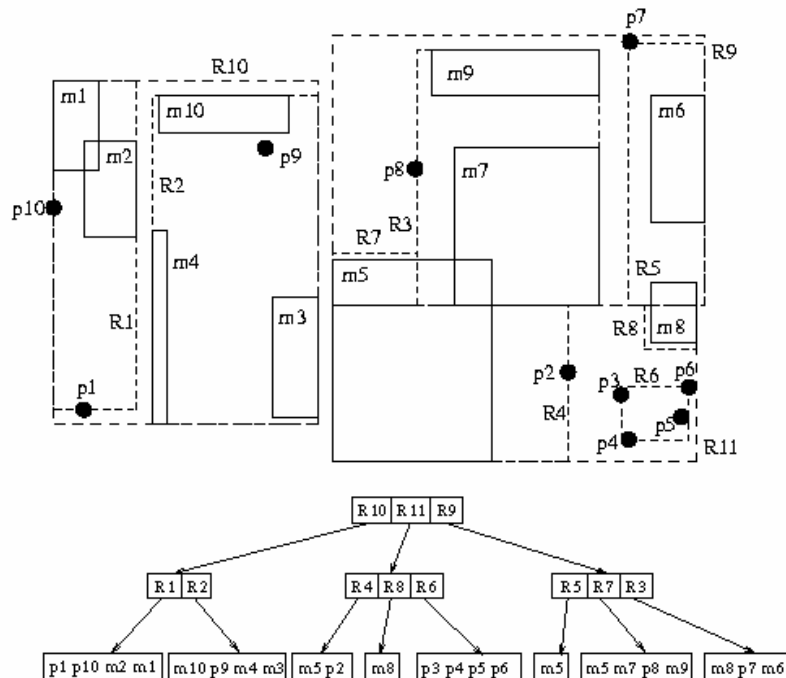 p7
R10
R9
m1
m10
m9
m6
m2
p9
m7
p8
R2
p10
R3
R7
m4
m5
R5
R1
m3
R8
m8
p2
R6
p6
p3
p1
R4
p5
p4
R11
R10 R11 R9
R1 R2
R4 R8 R6
R5 R7 R3
p1 p10 m2 m1
m10 p9 m4 m3
m5 p2
m8
p3 p4 p5 p6
m5
m5 m7 p8 m9
m8 p7 m6